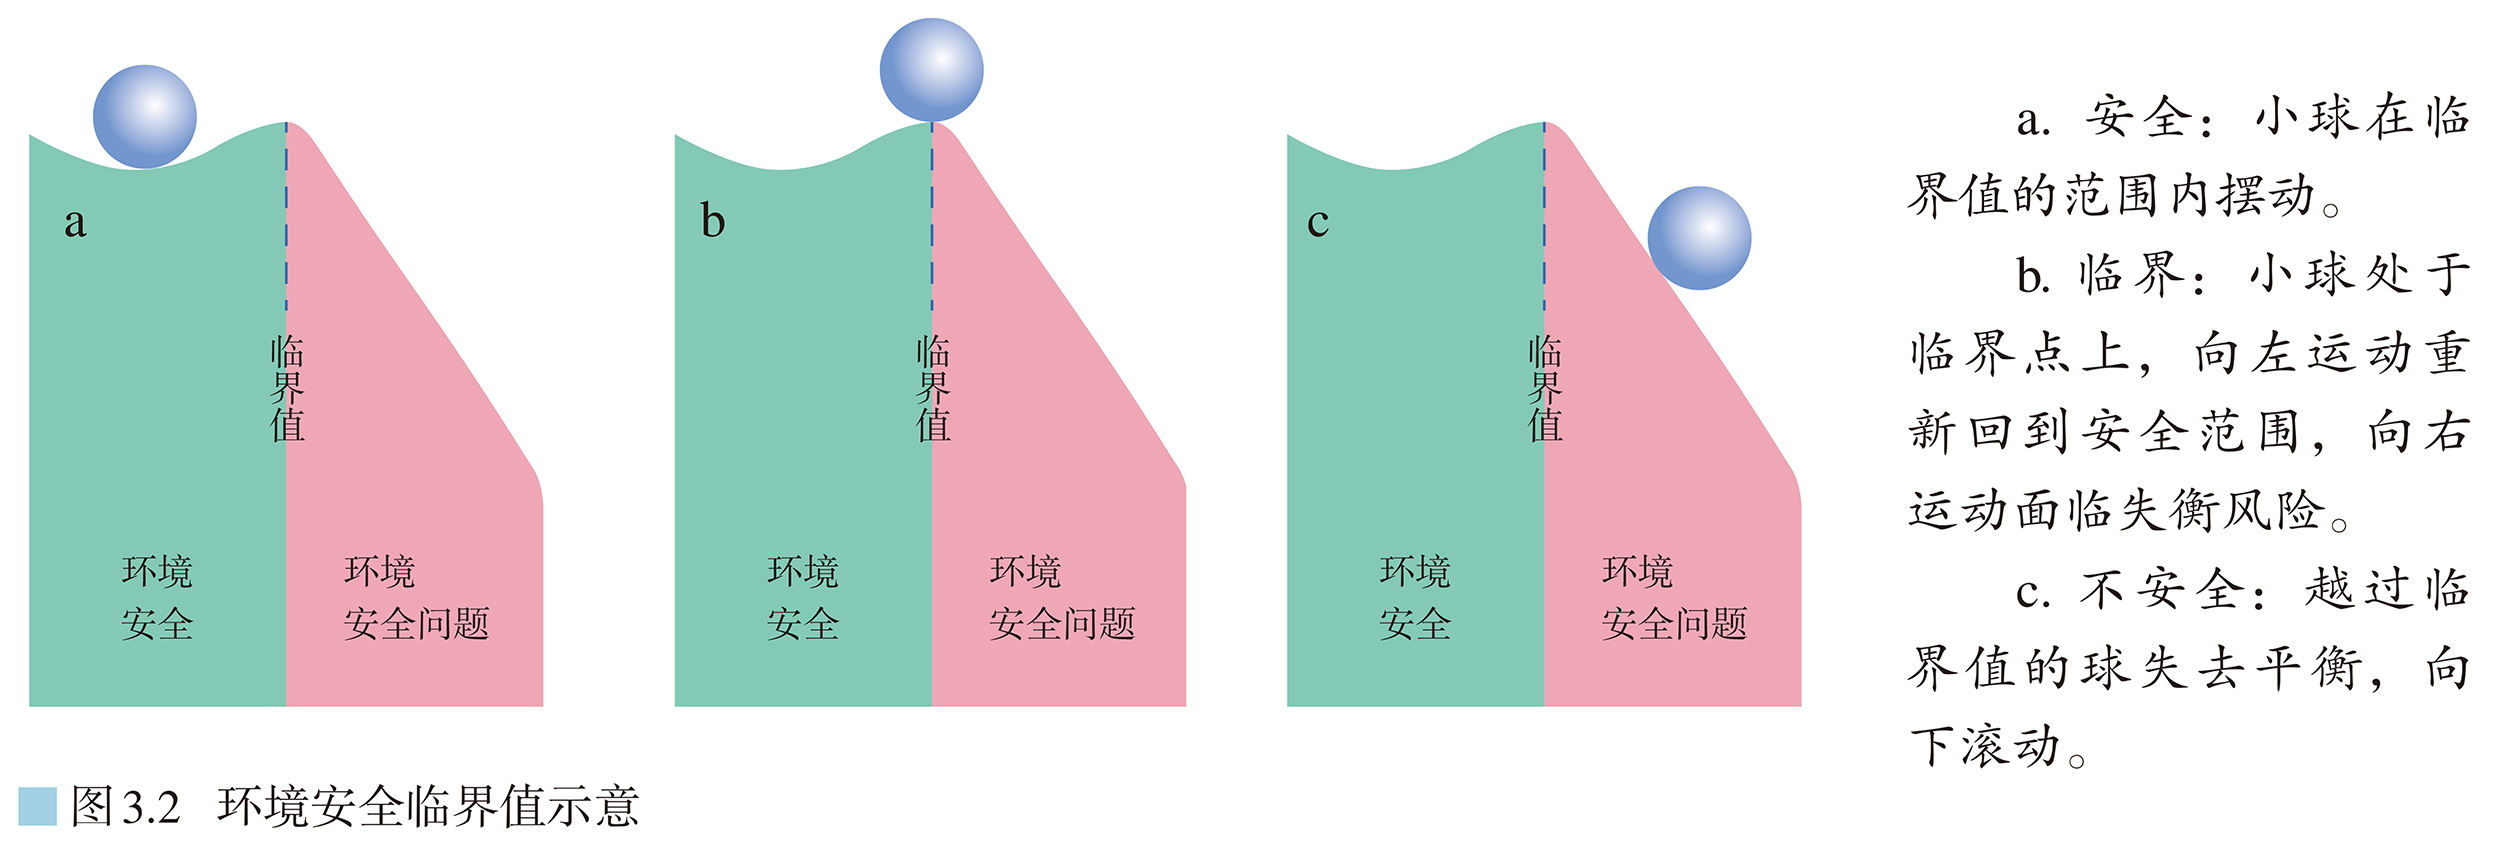 a
临界值
环境
安全
环境
安全问题
b
临界值
环境
安全
环境
安全问题
c
临界值
环境
安全
环境
安全问题
a. 安全：小球在临
界值的范围内摆动。
b. 临界：小球处于
临界点上，向左运动重
新回到安全范围，向右
运动面临失衡风险。
c. 不安全：越过临
界值的球失去平衡，向
下滚动。
图3.2 环境安全临界值示意